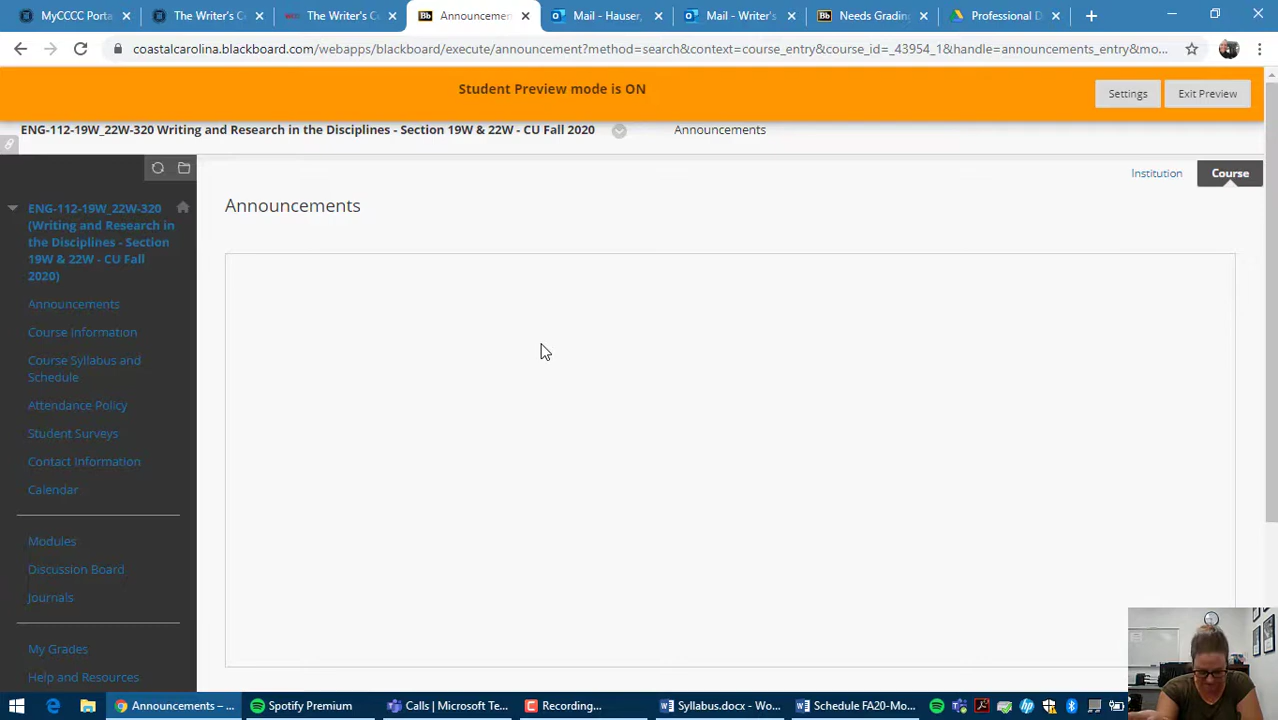 MyCCCC Porta
The Writer's C
The Writer's C
Announcemen
Mail - Hauser,
Mail - Writer's
Needs Grading
Professional D
coastalcarolina.blackboard.com/webapps/blackboard/execute/announcement?method=search&context=course_entry&course_id=_43954_1&handle=announcements_entry&mo...
Student Preview mode is ON
Settings
Exit Preview
ENG-112-19W_22W-320 Writing and Research in the Disciplines - Section 19W & 22W - CU Fall 2020
Announcements
Institution
Course
ENG-112-19W_22W-320
(Writing and Research in
the Disciplines - Section
19W & 22W - CU Fall
2020)
Announcements
Announcements
Course Information
Course Syllabus and
Schedule
Attendance Policy
Student Surveys
Contact Information
Calendar
Modules
Discussion Board
Journals
My Grades
Help and Resources
Announcements – ...
Spotify Premium
Calls | Microsoft Te...
Recording...
Syllabus.docx - Wo...
Schedule FA20-Mo...